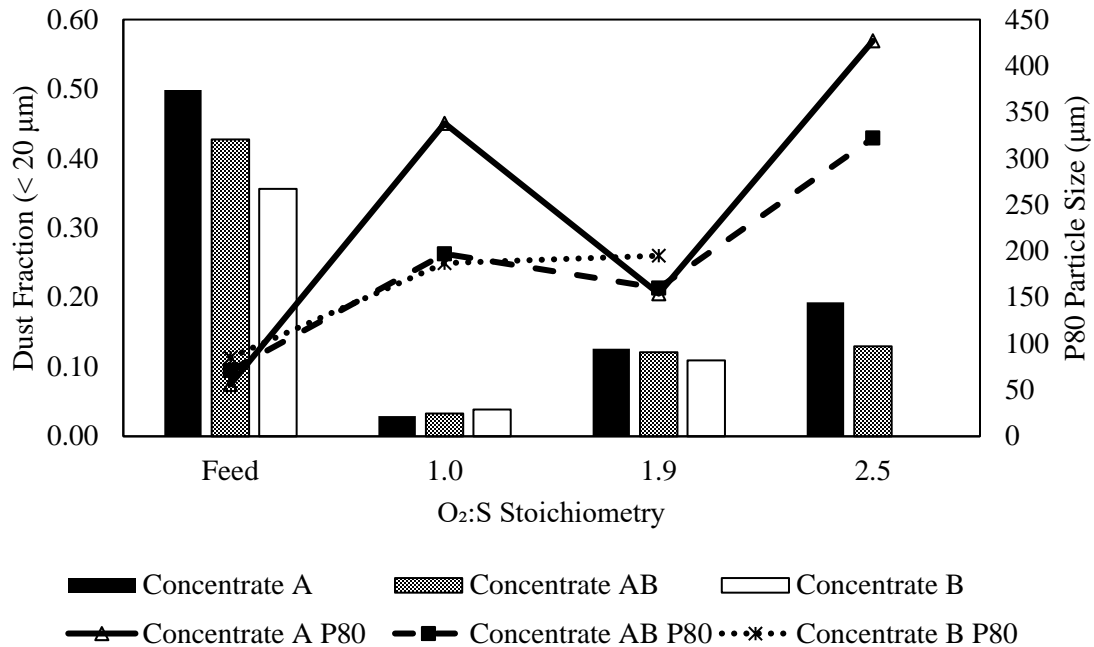 0.60
0.50
0.40
0.30
0.20
0.10
0.00
Dust Fraction (< 20 μm)
450
400
350
300
250
200
150
100
50
0
P80 Particle Size (μm)
Feed 1.0 1.9 2.5
O₂:S Stoichiometry
Concentrate A Concentrate AB Concentrate B
Concentrate A P80 Concentrate AB P80 Concentrate B P80